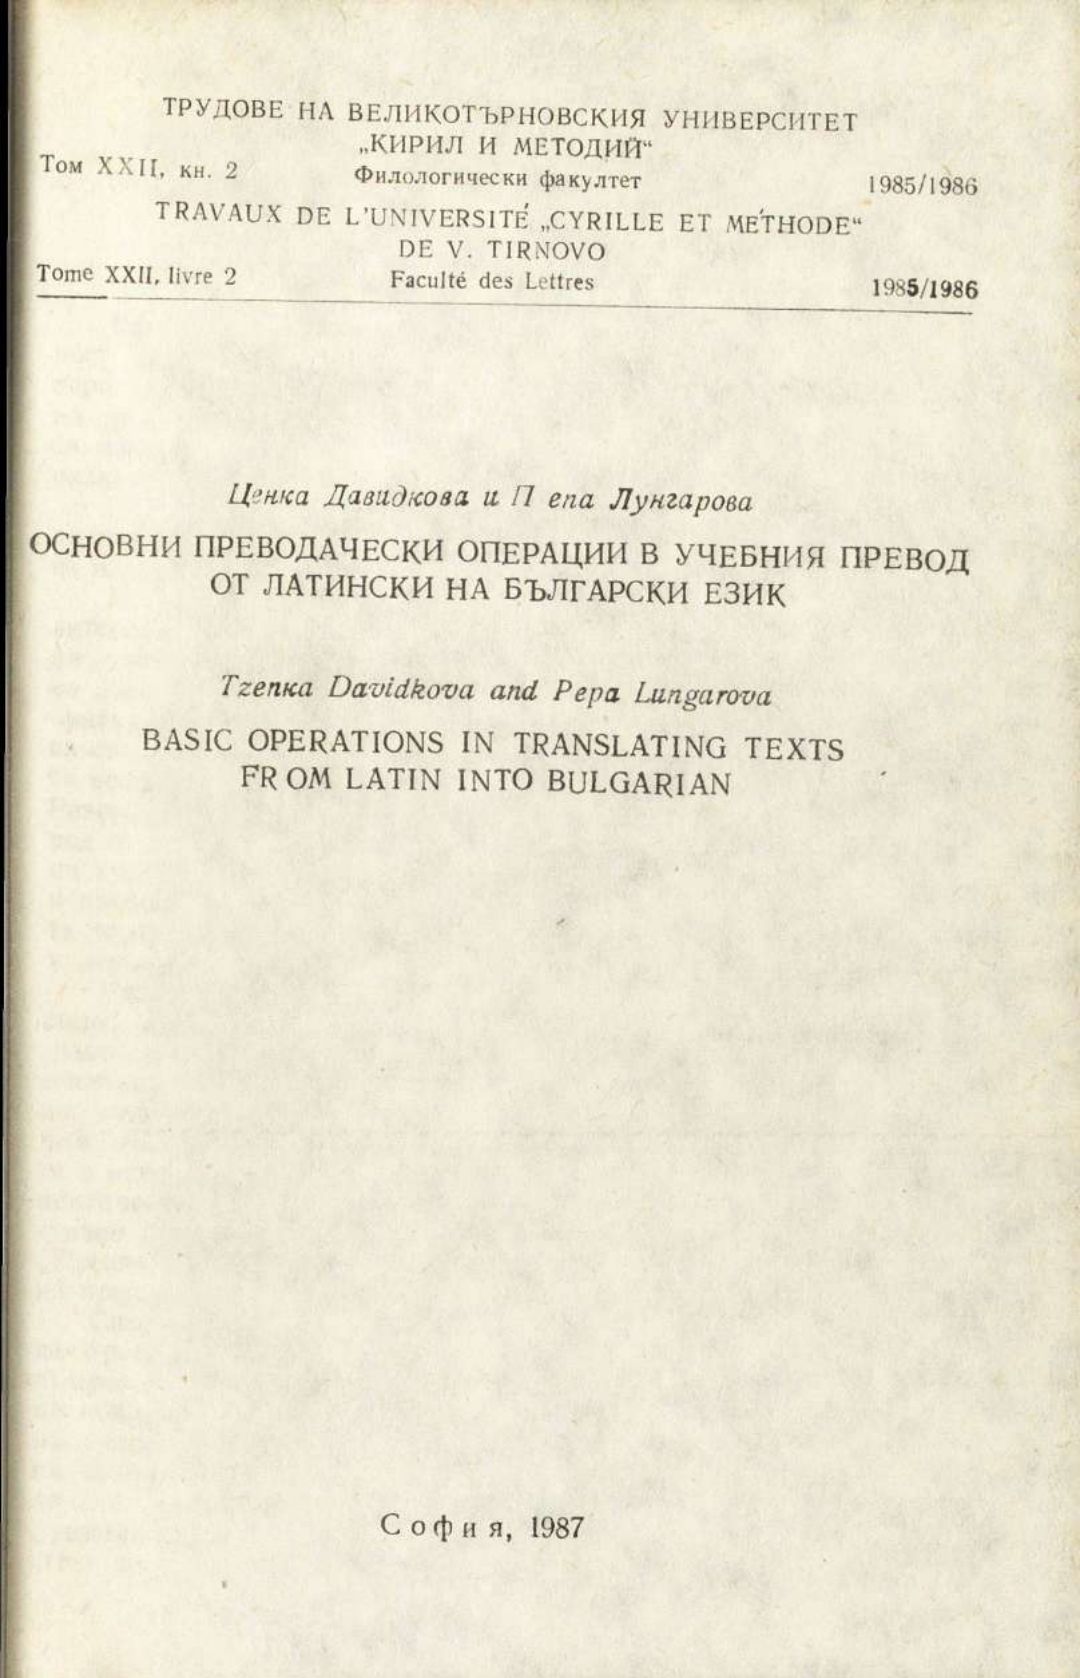 ТРУДОВЕ НА ВЕЛИКОТЪРНОВСКИЯ УНИВЕРСИТЕТ
„КИРИЛ И МЕТОДИЙ“
Том XXII, кн. 2 Филологически факултет 1985/1986
TRAVAUX DE L'UNIVERSITÉ „CYRILLE ET METHODE“
DE V. TIRNOVO
Tome XXII, livre 2 Faculté des Lettres 1985/1986
Ценка Давидкова и П епа Лунгарова
ОСНОВНИ ПРЕВОДАЧЕСКИ ОПЕРАЦИИ В УЧЕБНИЯ ПРЕВОД
ОТ ЛАТИНСКИ НА БЪЛГАРСКИ ЕЗИК
Tzenкa Davidkova and Pepa Lungarova
BASIC OPERATIONS IN TRANSLATING TEXTS
FR OM LATIN INTO BULGARIAN
София, 1987